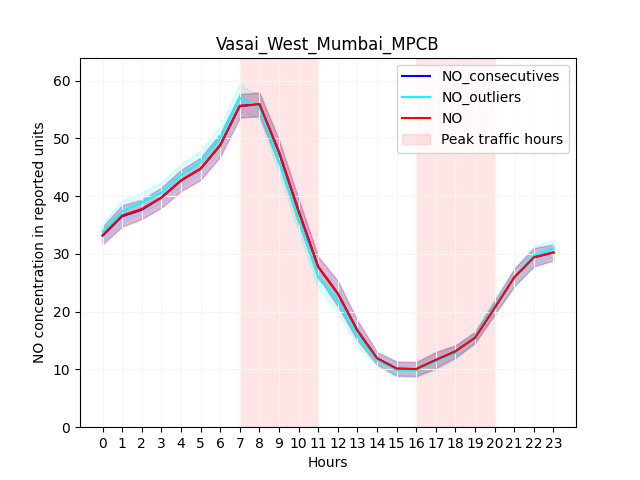 Vasai_West_Mumbai_MPCB
NO concentration in reported units
60
50
40
30
20
10
0
NO_consecutives
NO_outliers
NO
Peak traffic hours
0 1 2 3 4 5 6 7 8 9 10 11 12 13 14 15 16 17 18 19 20 21 22 23
Hours